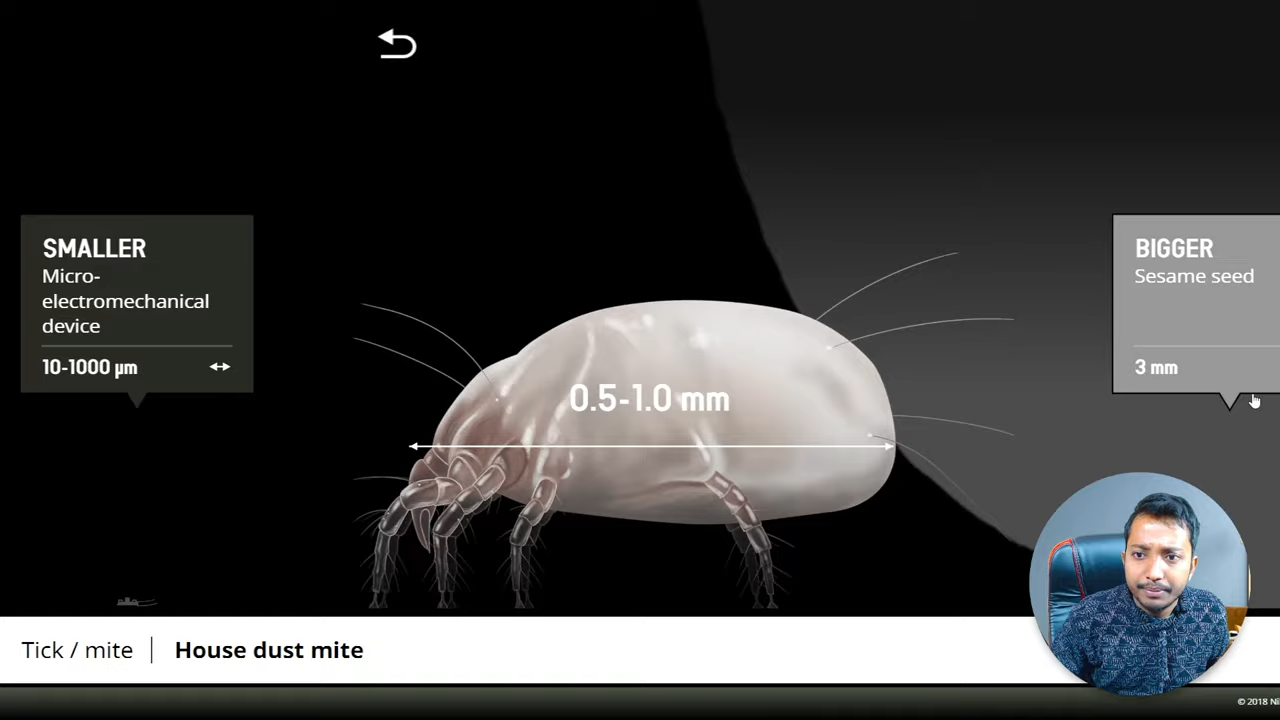 SMALLER
Micro-
electromechanical
device
10-1000 µm
BIGGER
Sesame seed
3 mm
0.5-1.0 mm
Tick / mite | House dust mite
© 2018 Ni